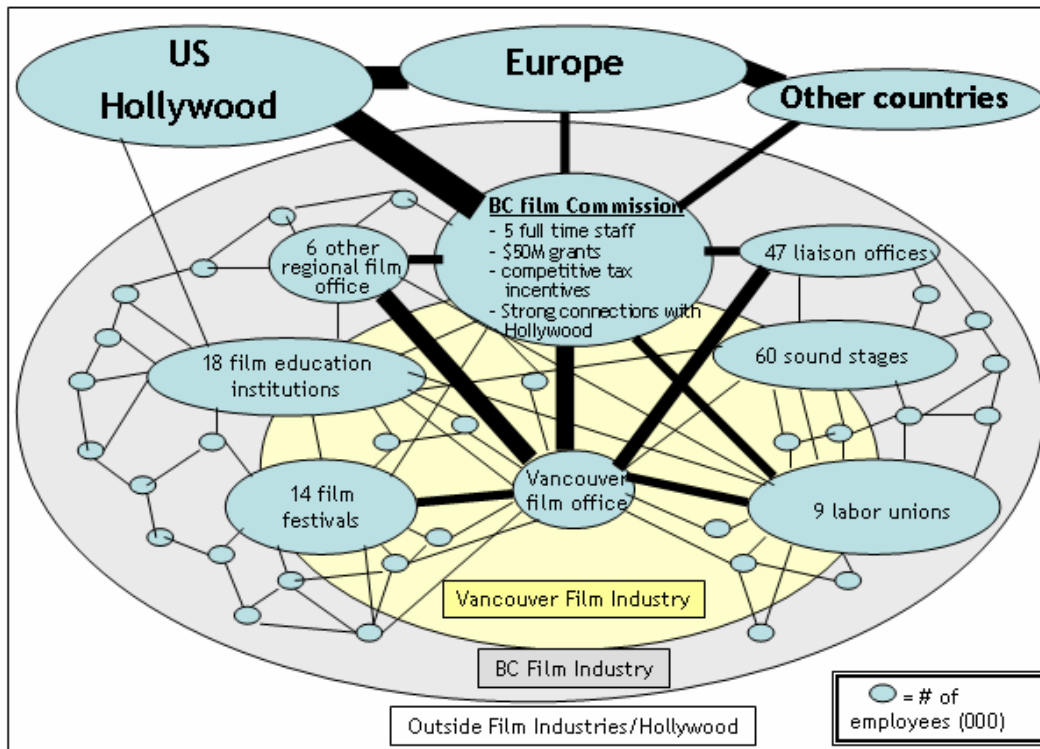 US
Hollywood
Europe
Other countries
BC film Commission
- 5 full time staff
- $50M grants
- competitive tax
incentives
- Strong connections with
- Hollywood
6 other
regional film
office
47 liaison offices
18 film education
institutions
60 sound stages
14 film
festivals
Vancouver
film office
9 labor unions
Vancouver Film Industry
BC Film Industry
Outside Film Industries/Hollywood
= # of
employees (000)